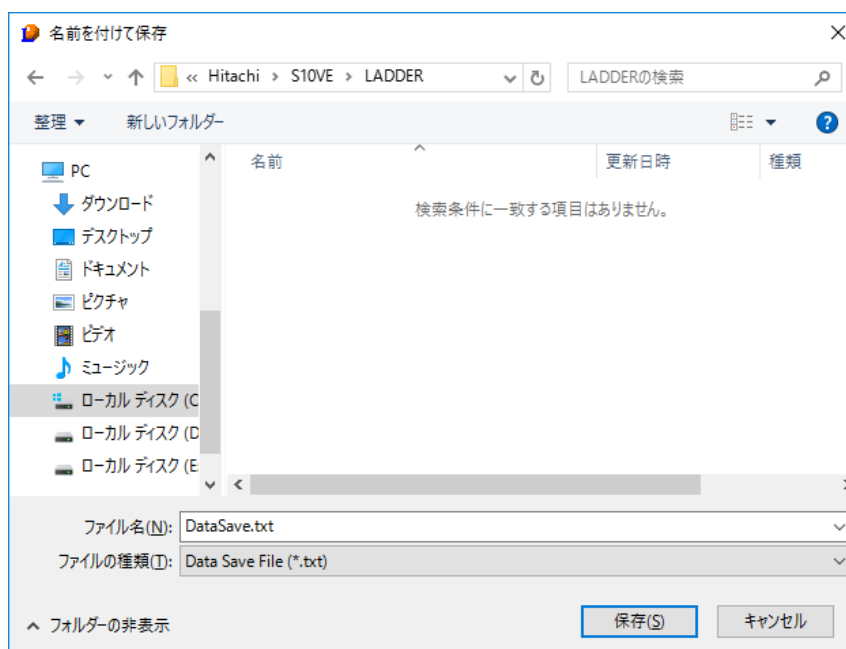 名前を付けて保存
« Hitachi › S10VE › LADDER LADDERの検索
整理 新しいフォルダー ?
PC 名前 更新日時 種類
ダウンロード 検索条件に一致する項目はありません。
デスクトップ
ドキュメント
ピクチャ
ビデオ
ミュージック
ローカル ディスク (C
ローカル ディスク (D
ローカル ディスク (E
ファイル名(N): DataSave.txt
ファイルの種類(T): Data Save File (*.txt)
フォルダーの非表示 保存(S) キャンセル